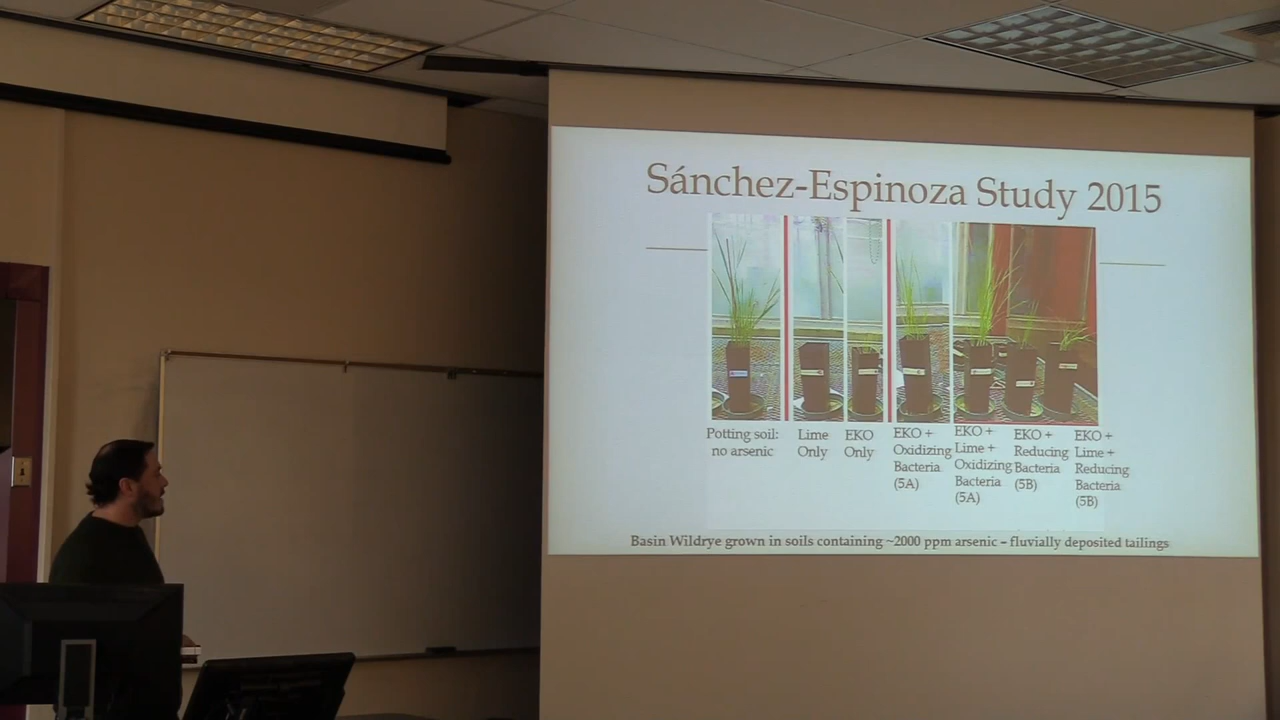 Sánchez-Espinoza Study 2015
Potting soil:
no arsenic
Lime
Only
EKO
Only
EKO +
Oxidizing
Bacteria
(5A)
EKO +
Lime +
Oxidizing
Bacteria
(5A)
EKO +
Reducing
Bacteria
(5B)
EKO +
Lime +
Reducing
Bacteria
(5B)
Basin Wildrye grown in soils containing ~2000 ppm arsenic – fluvially deposited tailings